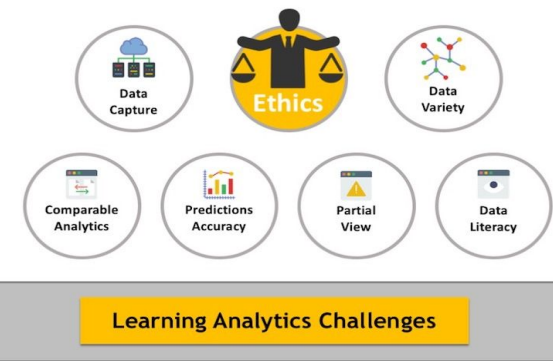 Data
Capture
Ethics
Data
Variety
Comparable
Analytics
Predictions
Accuracy
Partial
View
Data
Literacy
Learning Analytics Challenges